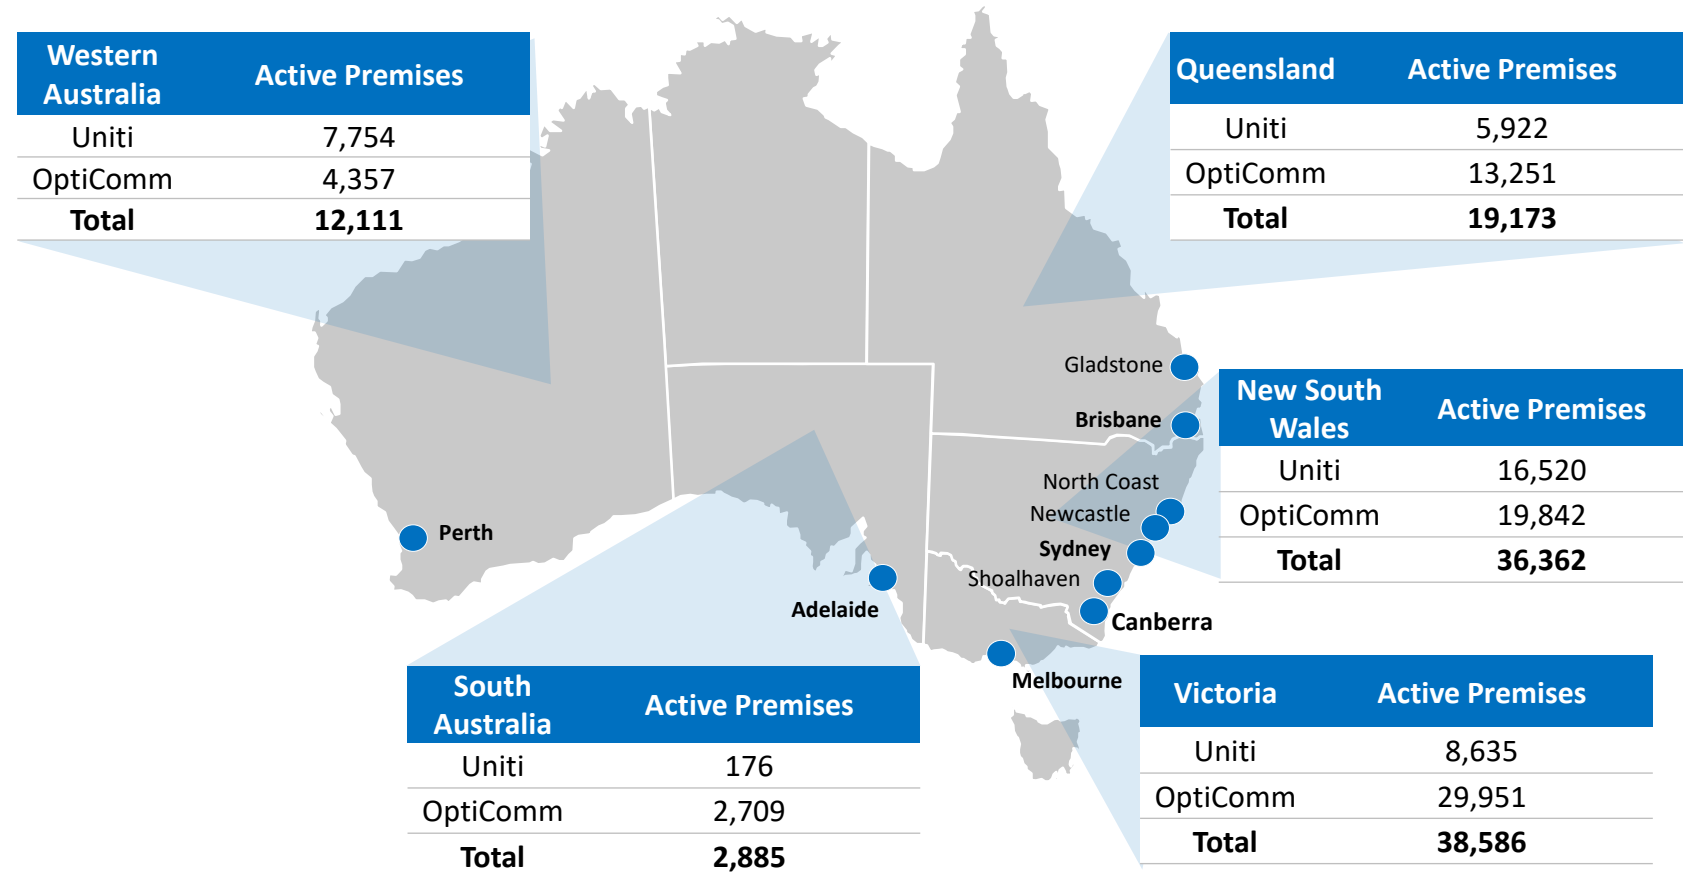 Western
Australia
Active Premises
Uniti 7,754
OptiComm 4,357
Total 12,111
Queensland Active Premises
Uniti 5,922
OptiComm 13,251
Total 19,173
Gladstone
Brisbane
North Coast
Newcastle
Sydney
Shoalhaven
Canberra
Melbourne
Adelaide
Perth
New South
Wales
Active Premises
Uniti 16,520
OptiComm 19,842
Total 36,362
South
Australia
Active Premises
Uniti 176
OptiComm 2,709
Total 2,885
Victoria Active Premises
Uniti 8,635
OptiComm 29,951
Total 38,586